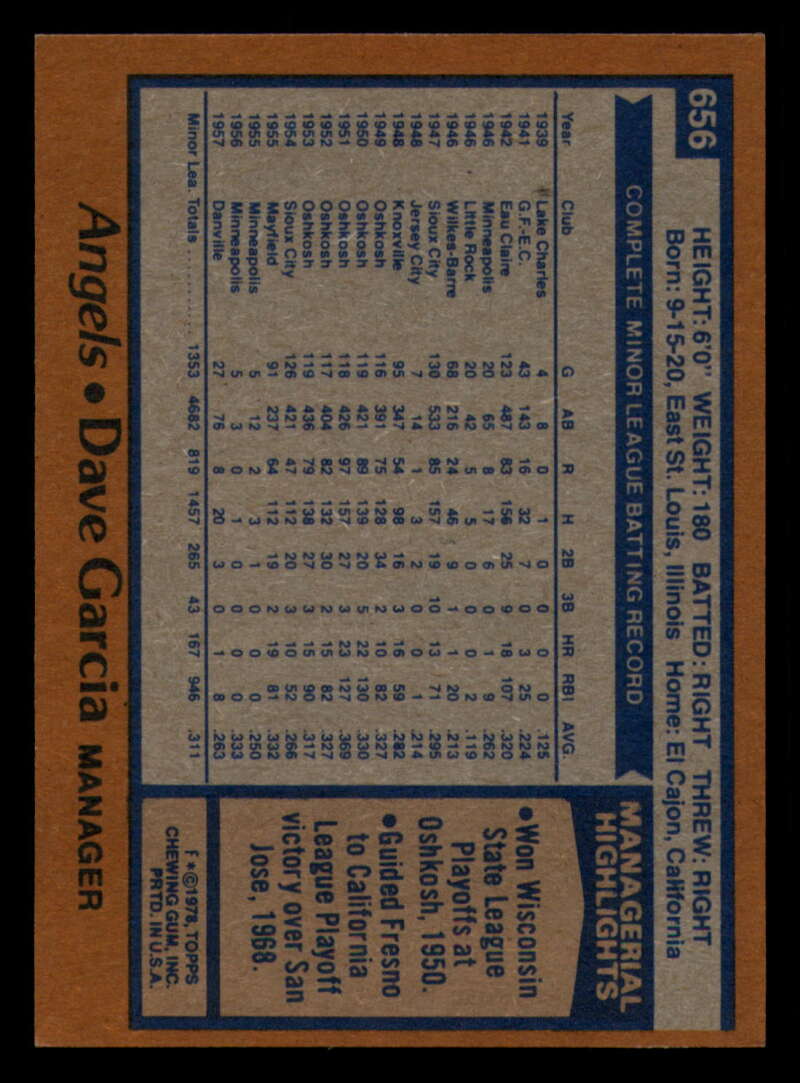 656
HEIGHT: 6'0" WEIGHT: 180 BATTED: RIGHT THREW: RIGHT
Born: 9-15-20, East St. Louis, Illinois Home: El Cajon, California
COMPLETE MINOR LEAGUE BATTING RECORD
Year Club G AB R H 2B 3B HR RBI AVG.
1939 Lake Charles 4 8 0 1 0 0 0 0 .125
1941 G.F.-E.C. 43 143 16 32 7 0 3 25 .224
1942 Eau Claire 123 487 83 156 25 9 18 107 .320
1946 Minneapolis 20 65 8 17 6 0 1 9 .262
1946 Little Rock 20 42 5 5 0 0 0 2 .119
1946 Wilkes-Barre 68 216 24 46 9 1 1 20 .213
1947 Sioux City 130 533 85 157 19 10 13 71 .295
1948 Jersey City 7 14 1 3 2 0 0 1 .214
1948 Knoxville 95 347 54 98 16 3 16 59 .282
1949 Oshkosh 116 391 75 128 34 2 10 82 .327
1950 Oshkosh 119 421 89 139 20 5 22 130 .330
1951 Oshkosh 118 426 97 157 27 3 23 127 .369
1952 Oshkosh 117 404 82 132 30 2 15 82 .327
1953 Oshkosh 119 436 79 138 27 3 15 90 .317
1954 Sioux City 126 421 47 112 20 3 10 52 .266
1955 Mayfield 91 237 64 112 19 2 19 81 .332
1955 Minneapolis 5 12 2 3 1 0 0 0 .250
1956 Minneapolis 5 3 0 1 0 0 0 0 .333
1957 Danville 27 76 8 20 3 0 1 8 .263
Minor Lea. Totals .......... 1353 4682 819 1457 265 43 167 946 .311
MANAGERIAL
HIGHLIGHTS
•Won Wisconsin
State League
Playoffs at
Oshkosh, 1950.
•Guided Fresno
to California
League Playoff
victory over San
Jose, 1968.
F*©1978, TOPPS
CHEWING GUM, INC.
PRTD. IN U.S.A.
Angels • Dave Garcia MANAGER